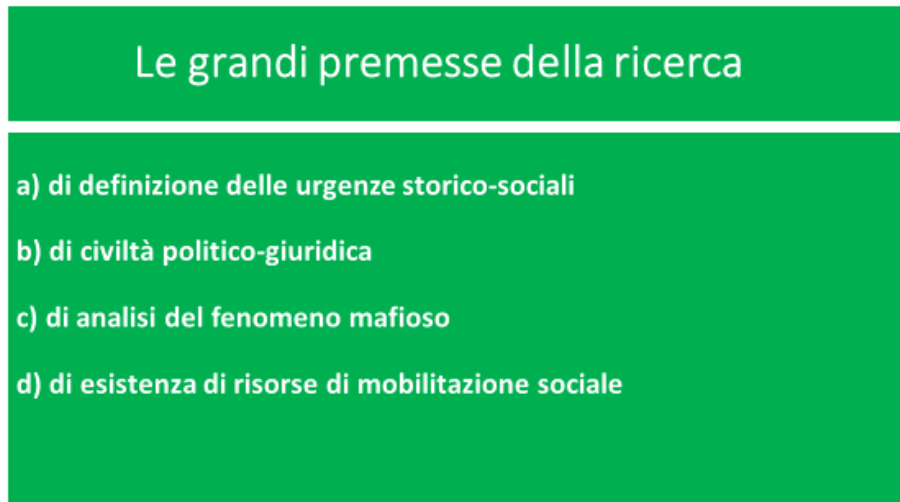 Le grandi premesse della ricerca
a) di definizione delle urgenze storico-sociali
b) di civiltà politico-giuridica
c) di analisi del fenomeno mafioso
d) di esistenza di risorse di mobilitazione sociale